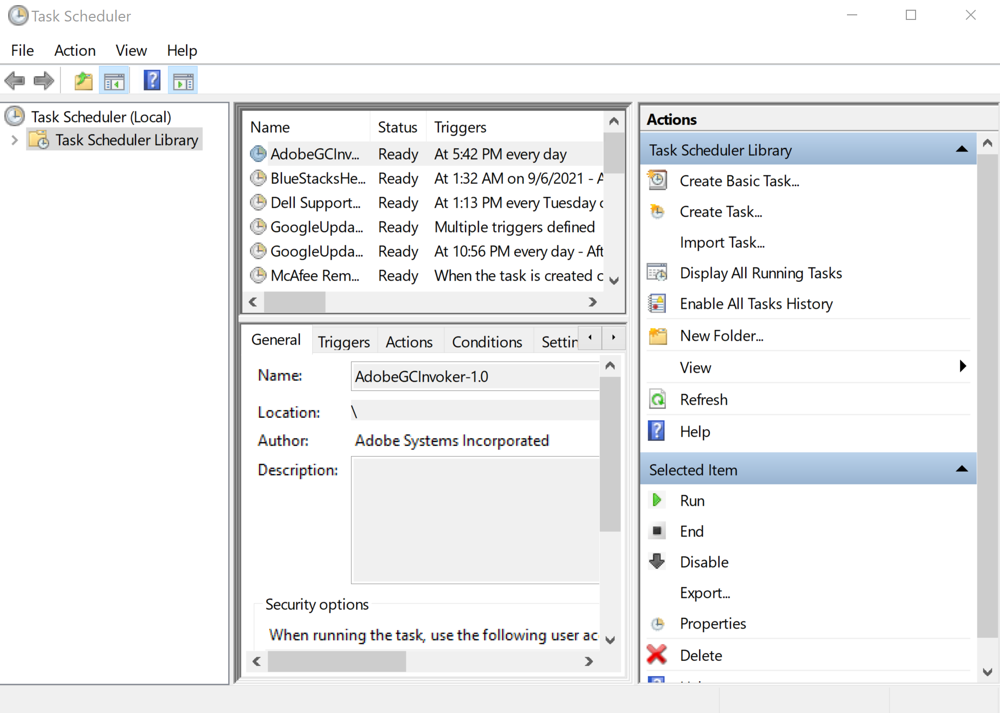 Task Scheduler
File Action View Help
Task Scheduler (Local)
Task Scheduler Library
Name Status Triggers
AdobeGCInv... Ready At 5:42 PM every day
BlueStacksHe... Ready At 1:32 AM on 9/6/2021 - A
Dell Support... Ready At 1:13 PM every Tuesday
GoogleUpda... Ready Multiple triggers defined
GoogleUpda... Ready At 10:56 PM every day - Aft
McAfee Rem... Ready When the task is created
General Triggers Actions Conditions Settin
Name: AdobeGCInvoker-1.0
Location: \
Author: Adobe Systems Incorporated
Description:
Security options
When running the task, use the following user acc
Actions
Task Scheduler Library
Create Basic Task...
Create Task...
Import Task...
Display All Running Tasks
Enable All Tasks History
New Folder...
View
Refresh
Help
Selected Item
Run
End
Disable
Export...
Properties
Delete